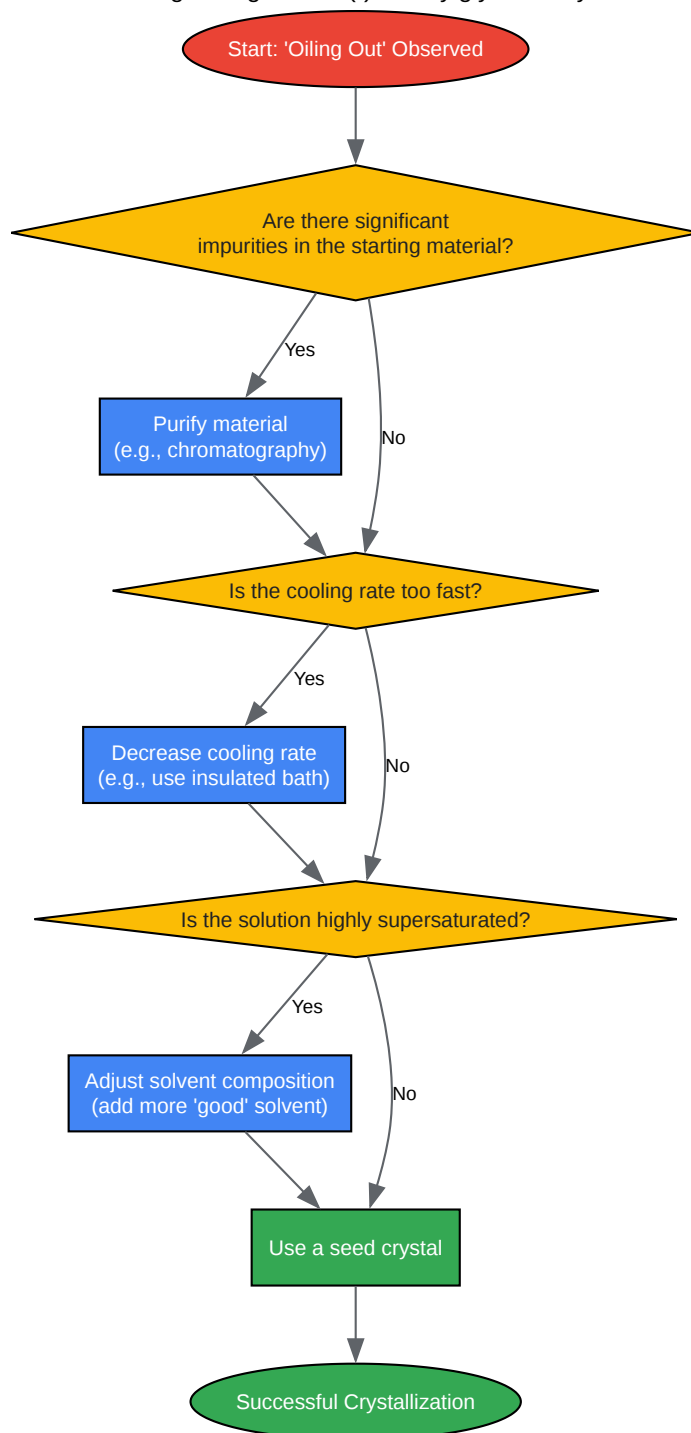 Start: 'Oiling Out' Observed
Are there significant
impurities in the starting material?
Yes
Purify material
(e.g., chromatography)
No
Is the cooling rate too fast?
Yes
Decrease cooling rate
(e.g., use insulated bath)
No
Is the solution highly supersaturated?
Yes
Adjust solvent composition
(add more 'good' solvent)
No
Use a seed crystal
Successful Crystallization